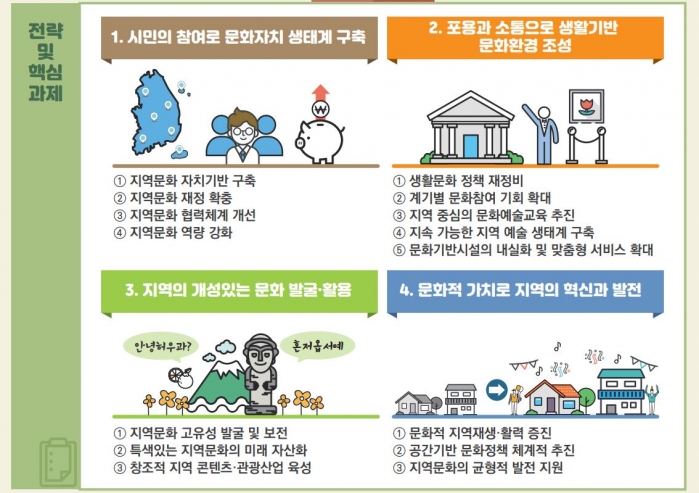 전략
및
핵심
과제
1. 시민의 참여로 문화자치 생태계 구축
₩
① 지역문화 자치기반 구축
② 지역문화 재정 확충
③ 지역문화 협력체계 개선
④ 지역문화 역량 강화
2. 포용과 소통으로 생활기반
문화환경 조성
① 생활문화 정책 재정비
② 계기별 문화참여 기회 확대
③ 지역 중심의 문화예술교육 추진
④ 지속 가능한 지역 예술 생태계 구축
⑤ 문화기반시설의 내실화 및 맞춤형 서비스 확대
3. 지역의 개성있는 문화 발굴·활용
안녕허우꽈?
혼저옵서예
① 지역문화 고유성 발굴 및 보전
② 특색있는 지역문화의 미래 자산화
③ 창조적 지역 콘텐츠·관광산업 육성
4. 문화적 가치로 지역의 혁신과 발전
① 문화적 지역재생·활력 증진
② 공간기반 문화정책 체계적 추진
③ 지역문화의 균형적 발전 지원